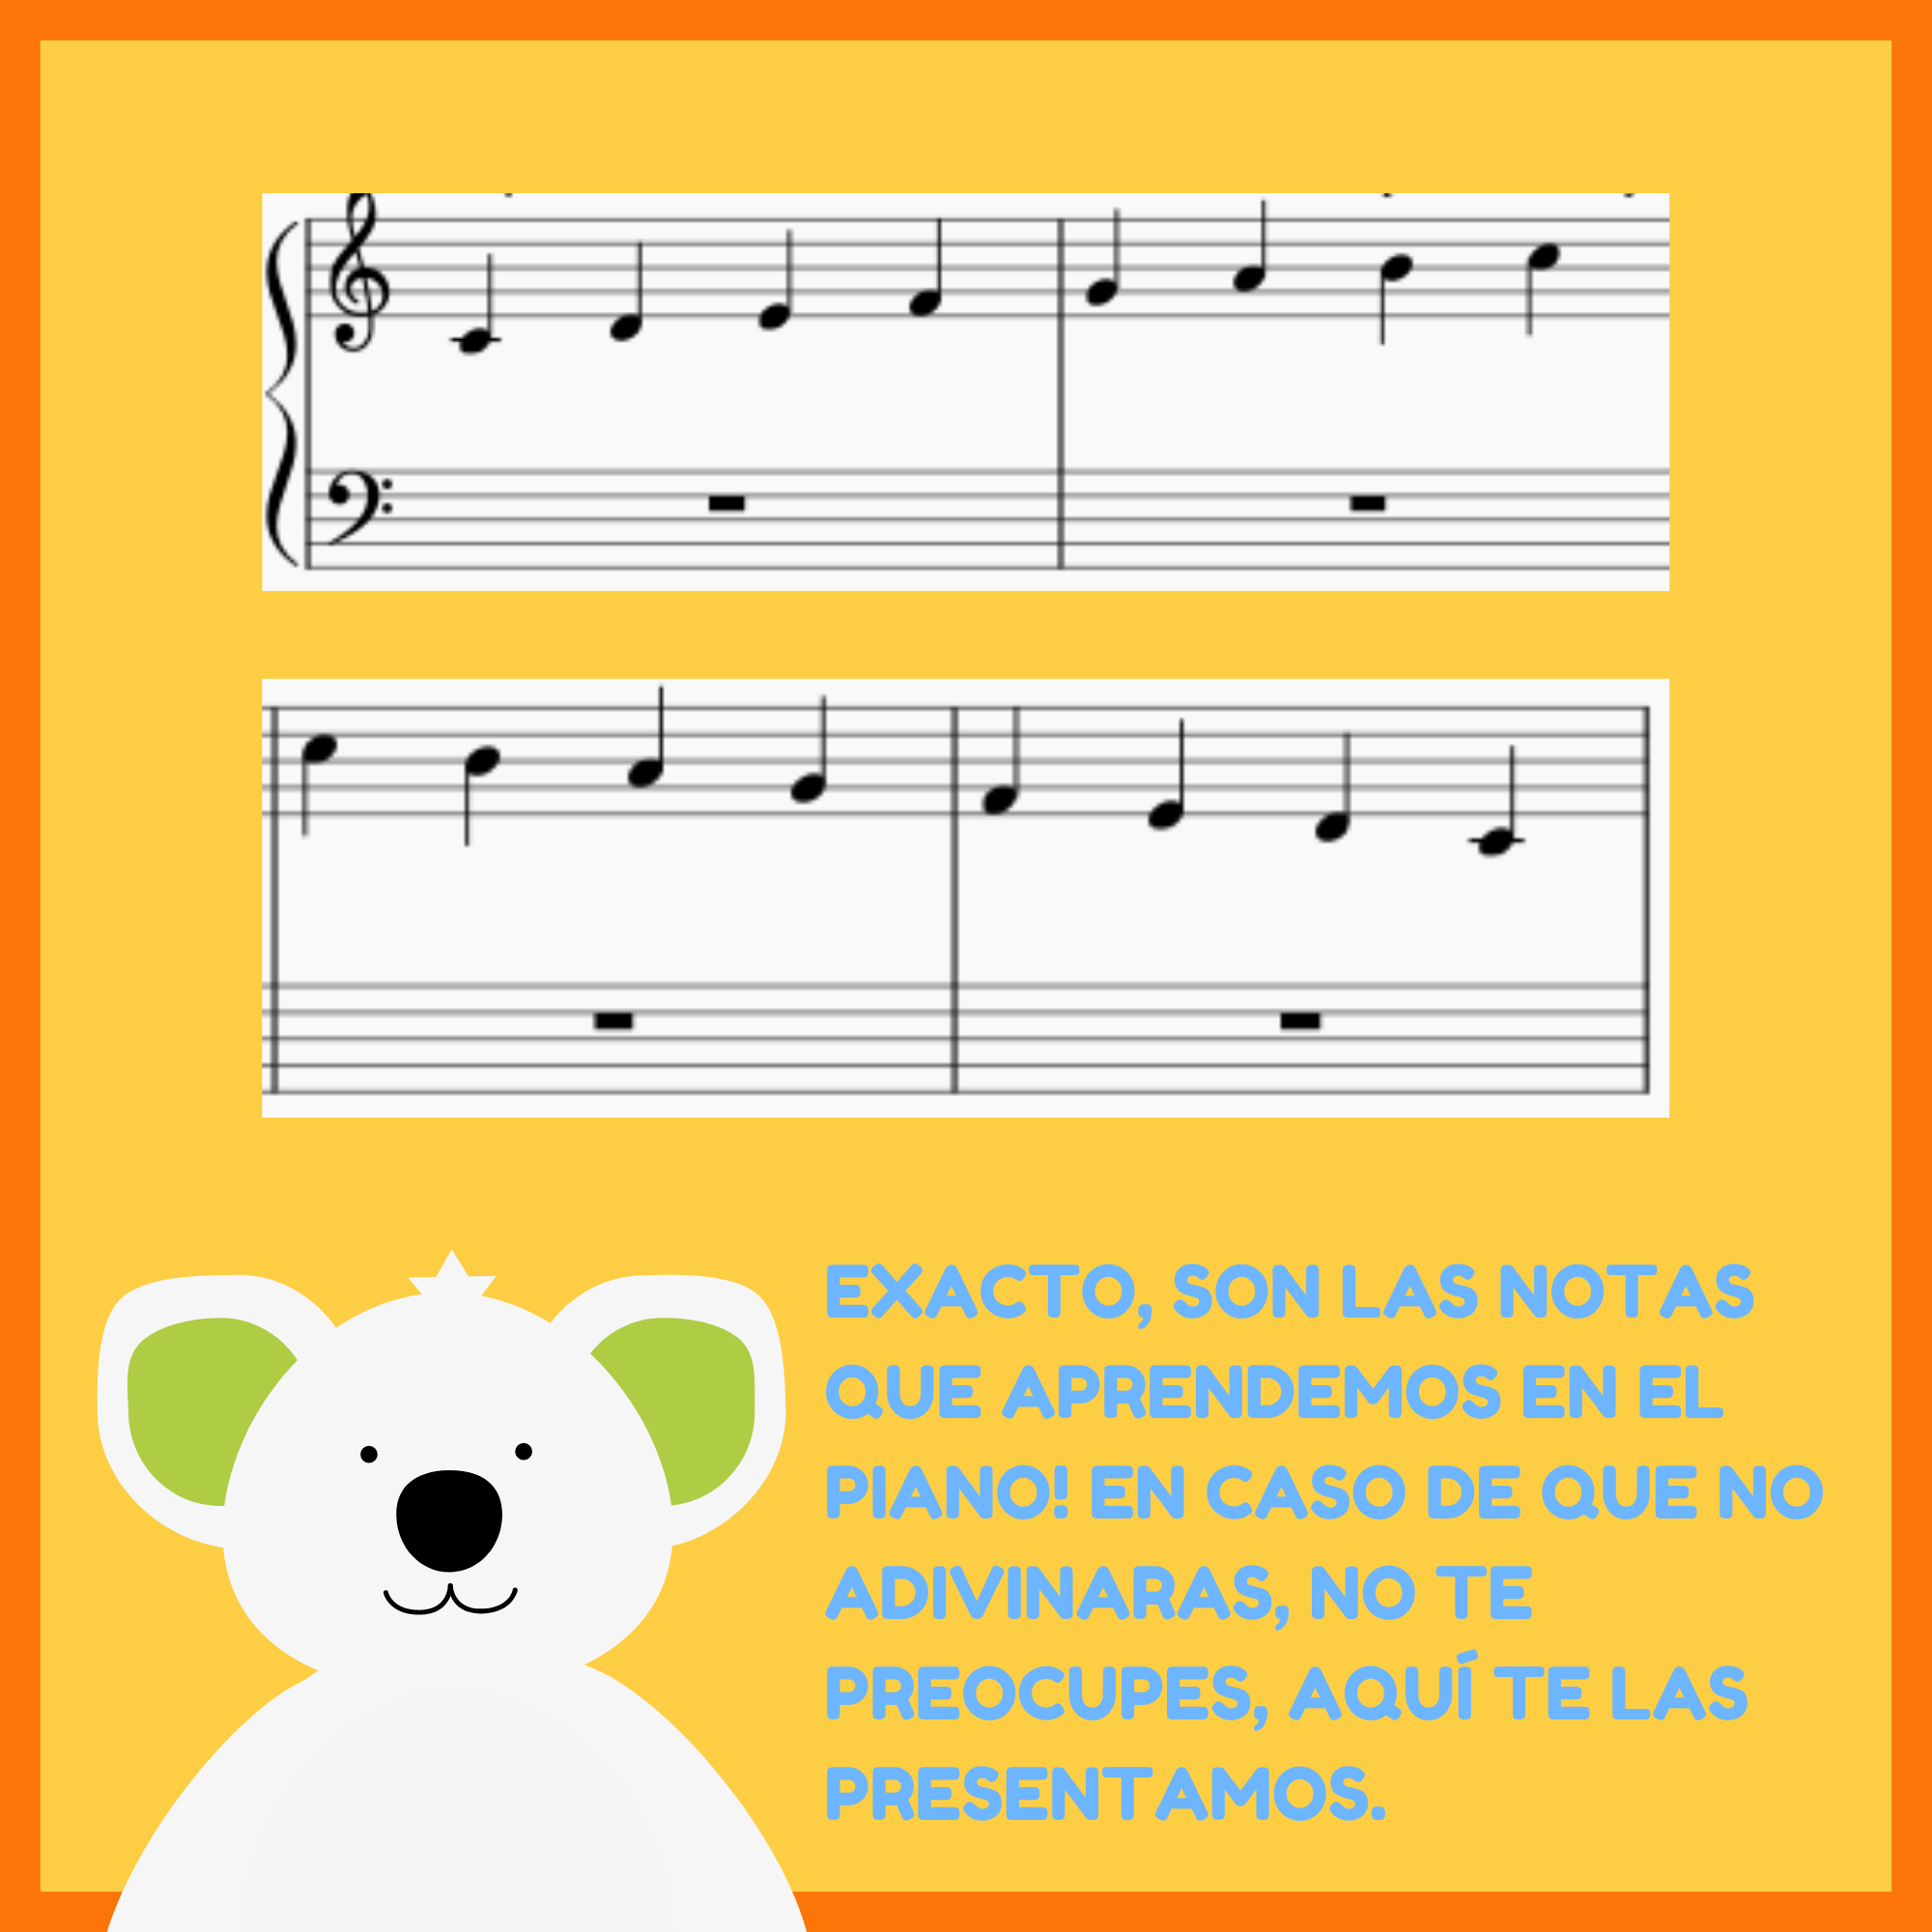 EXACTO, SON LAS NOTAS
QUE APRENDEMOS EN EL
PIANO! EN CASO DE QUE NO
ADIVINARAS, NO TE
PREOCUPES, AQUÍ TE LAS
PRESENTAMOS.